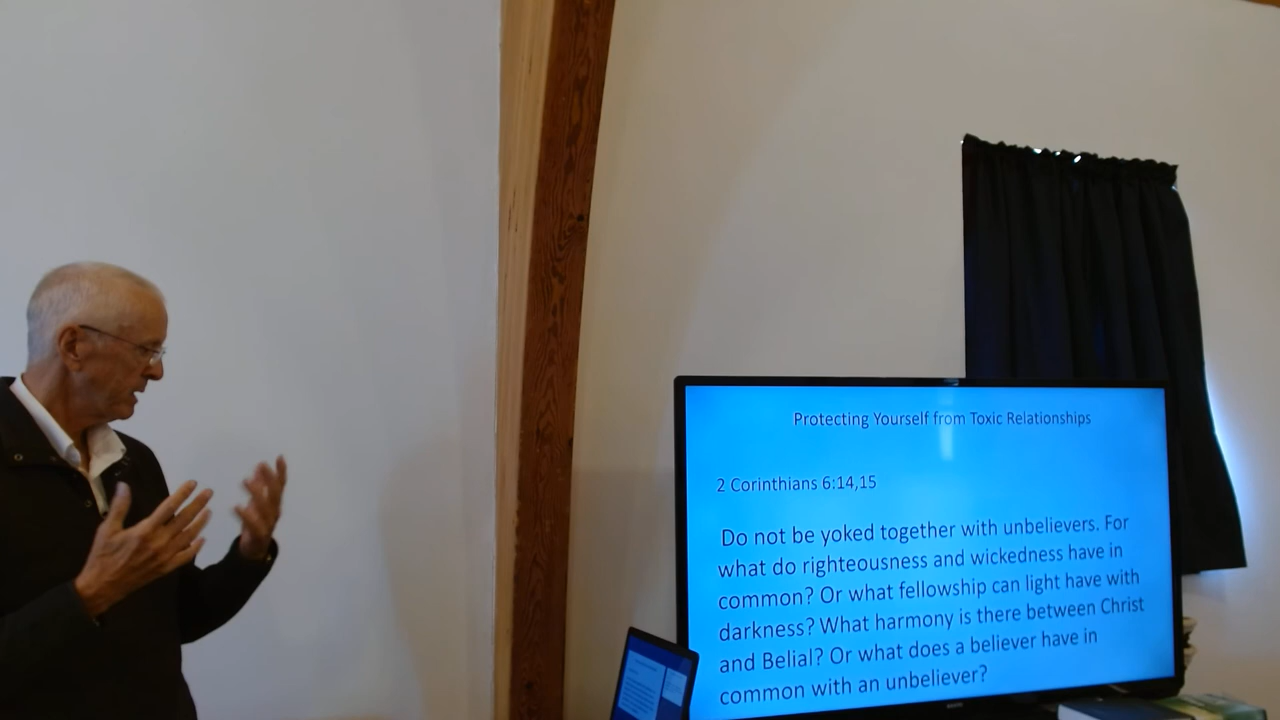 Protecting Yourself from Toxic Relationships
2 Corinthians 6:14,15
Do not be yoked together with unbelievers. For
what do righteousness and wickedness have in
common? Or what fellowship can light have with
darkness? What harmony is there between Christ
and Belial? Or what does a believer have in
common with an unbeliever?